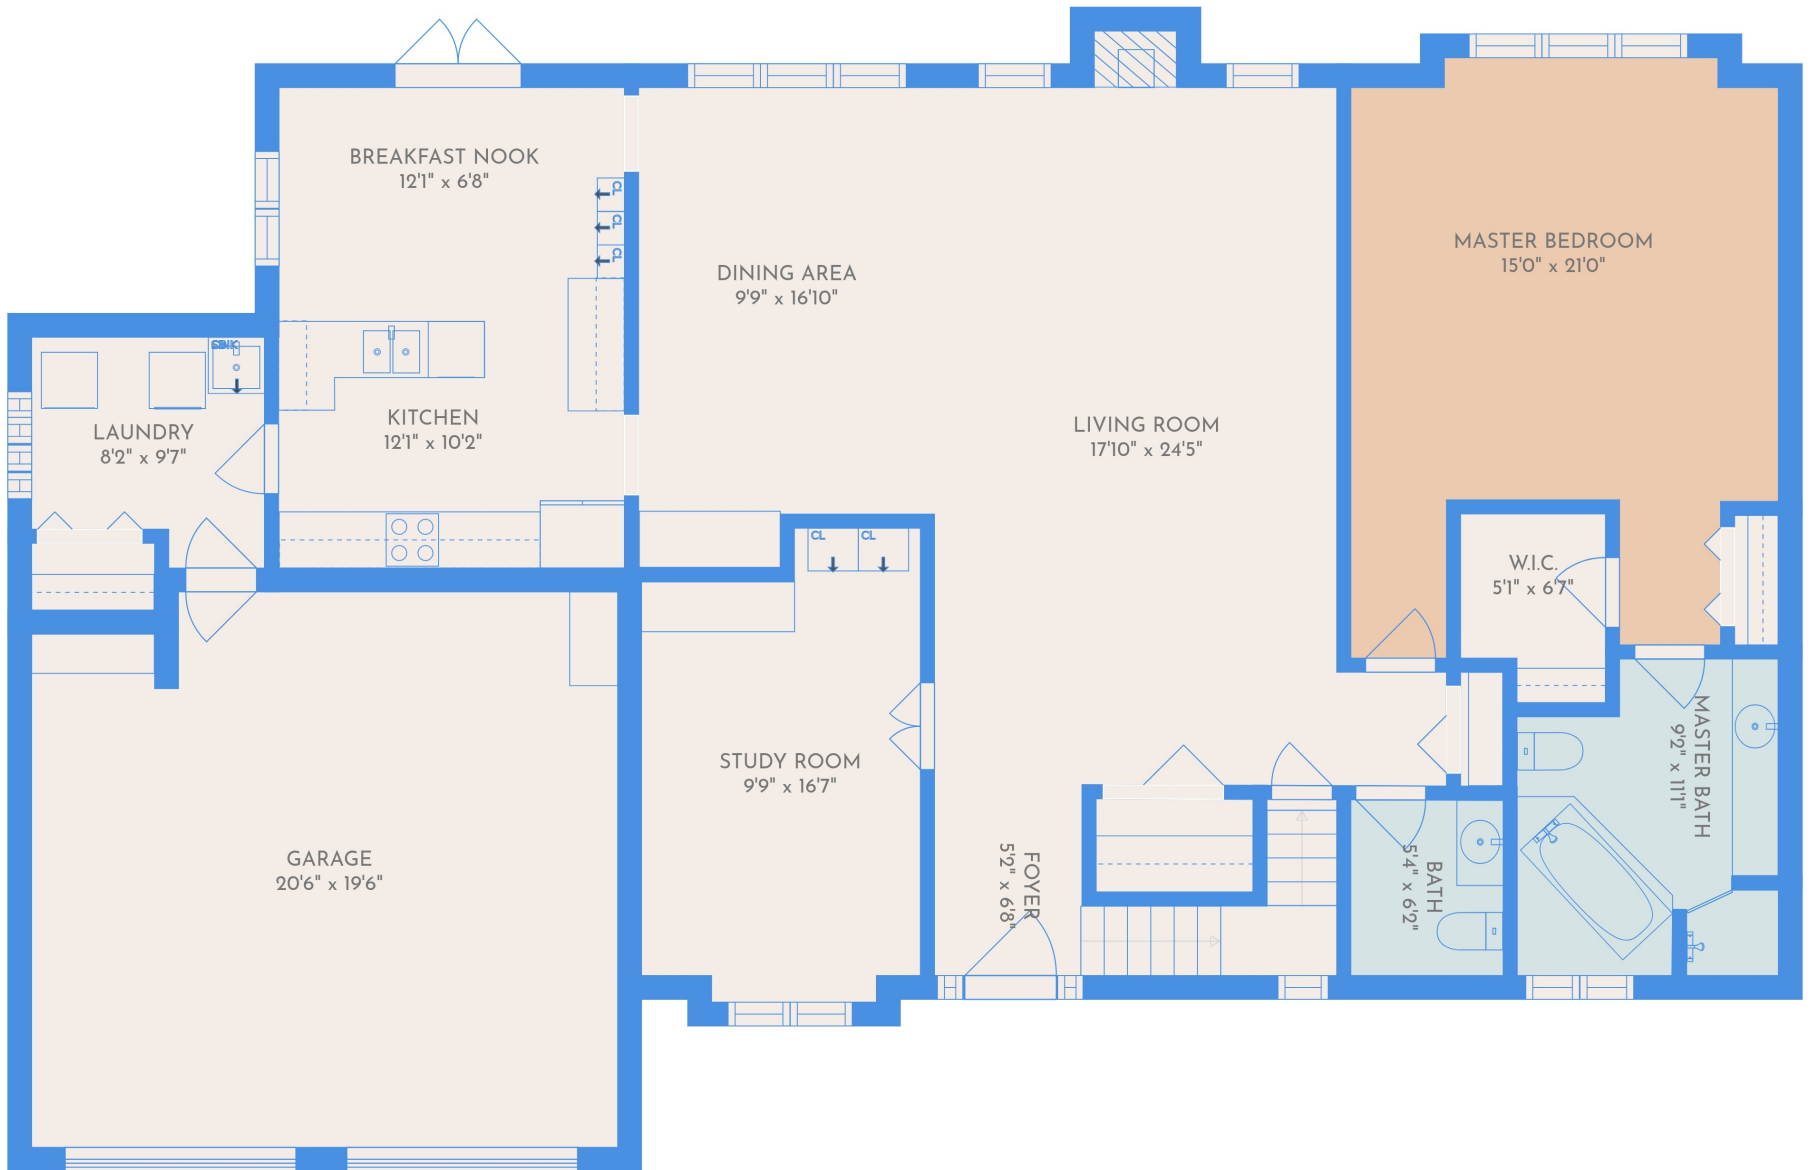 BREAKFAST NOOK
12'1" x 6'8"
CL
CL
CL
DINING AREA
9'9" x 16'10"
MASTER BEDROOM
15'0" x 21'0"
LAUNDRY
8'2" x 9'7"
KITCHEN
12'1" x 10'2"
LIVING ROOM
17'10" x 24'5"
CL
CL
W.I.C.
5'1" x 6'7"
STUDY ROOM
9'9" x 16'7"
MASTER BATH
9'2" x 11'1"
GARAGE
20'6" x 19'6"
FOYER
5'2" x 6'8"
BATH
5'4" x 6'2"